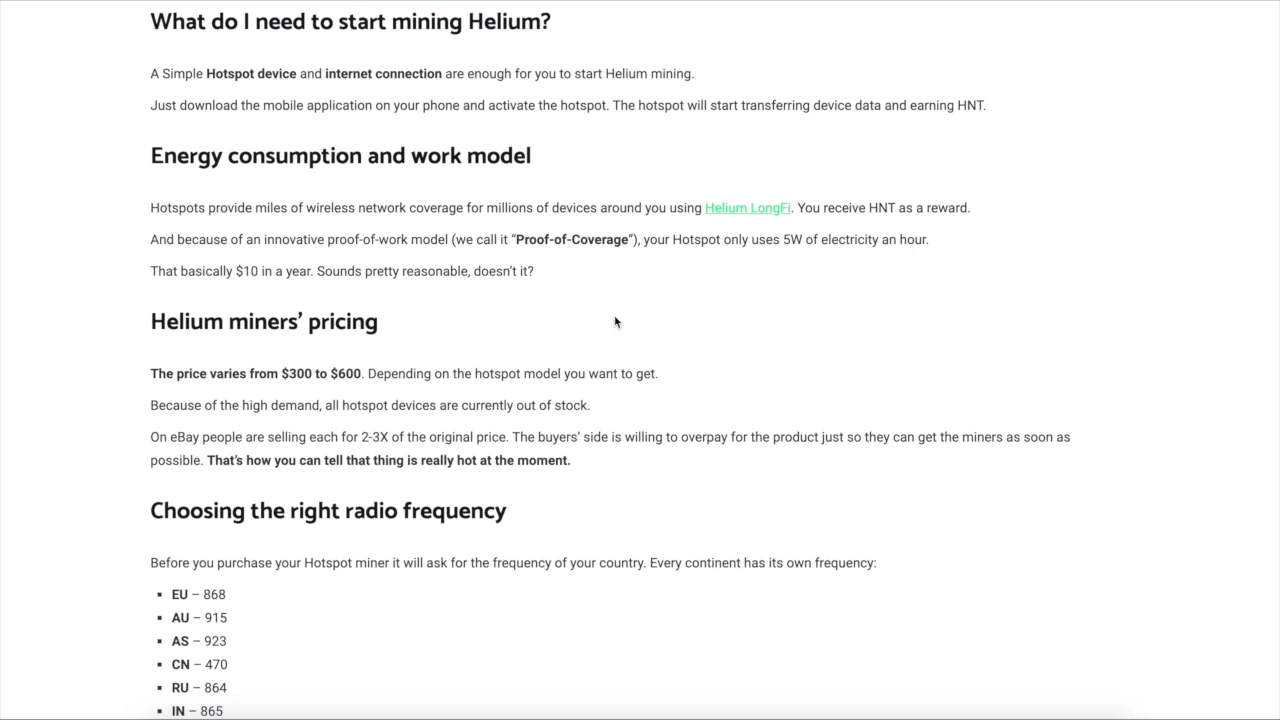 What do I need to start mining Helium?
A Simple Hotspot device and internet connection are enough for you to start Helium mining.
Just download the mobile application on your phone and activate the hotspot. The hotspot will start transferring device data and earning HNT.
Energy consumption and work model
Hotspots provide miles of wireless network coverage for millions of devices around you using Helium LongFi. You receive HNT as a reward.
And because of an innovative proof-of-work model (we call it “Proof-of-Coverage”), your Hotspot only uses 5W of electricity an hour.
That basically $10 in a year. Sounds pretty reasonable, doesn’t it?
Helium miners’ pricing
The price varies from $300 to $600. Depending on the hotspot model you want to get.
Because of the high demand, all hotspot devices are currently out of stock.
On eBay people are selling each for 2-3X of the original price. The buyers’ side is willing to overpay for the product just so they can get the miners as soon as
possible. That’s how you can tell that thing is really hot at the moment.
Choosing the right radio frequency
Before you purchase your Hotspot miner it will ask for the frequency of your country. Every continent has its own frequency:
▪ EU – 868
▪ AU – 915
▪ AS – 923
▪ CN – 470
▪ RU – 864
▪ IN – 865